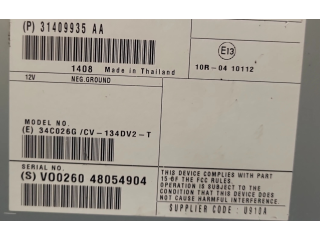 (P) 31409935 AA
1408 Made in Thailand
E13
10R-04 10112
12V NEG.GROUND
MODEL NO.
(E) 34C026G /CV-134DV2-T
SERIAL NO.
(S) VO0260 48054904
THIS DEVICE COMPLIES WITH PART
15 OF THE FCC RULES.
OPERATION IS SUBJECT TO THE
CONDITION THAT THIS DEVICE DOES
NOT CAUSE HARMFUL INTERFERENCE.
SUPPLIER CODE : 091ZA